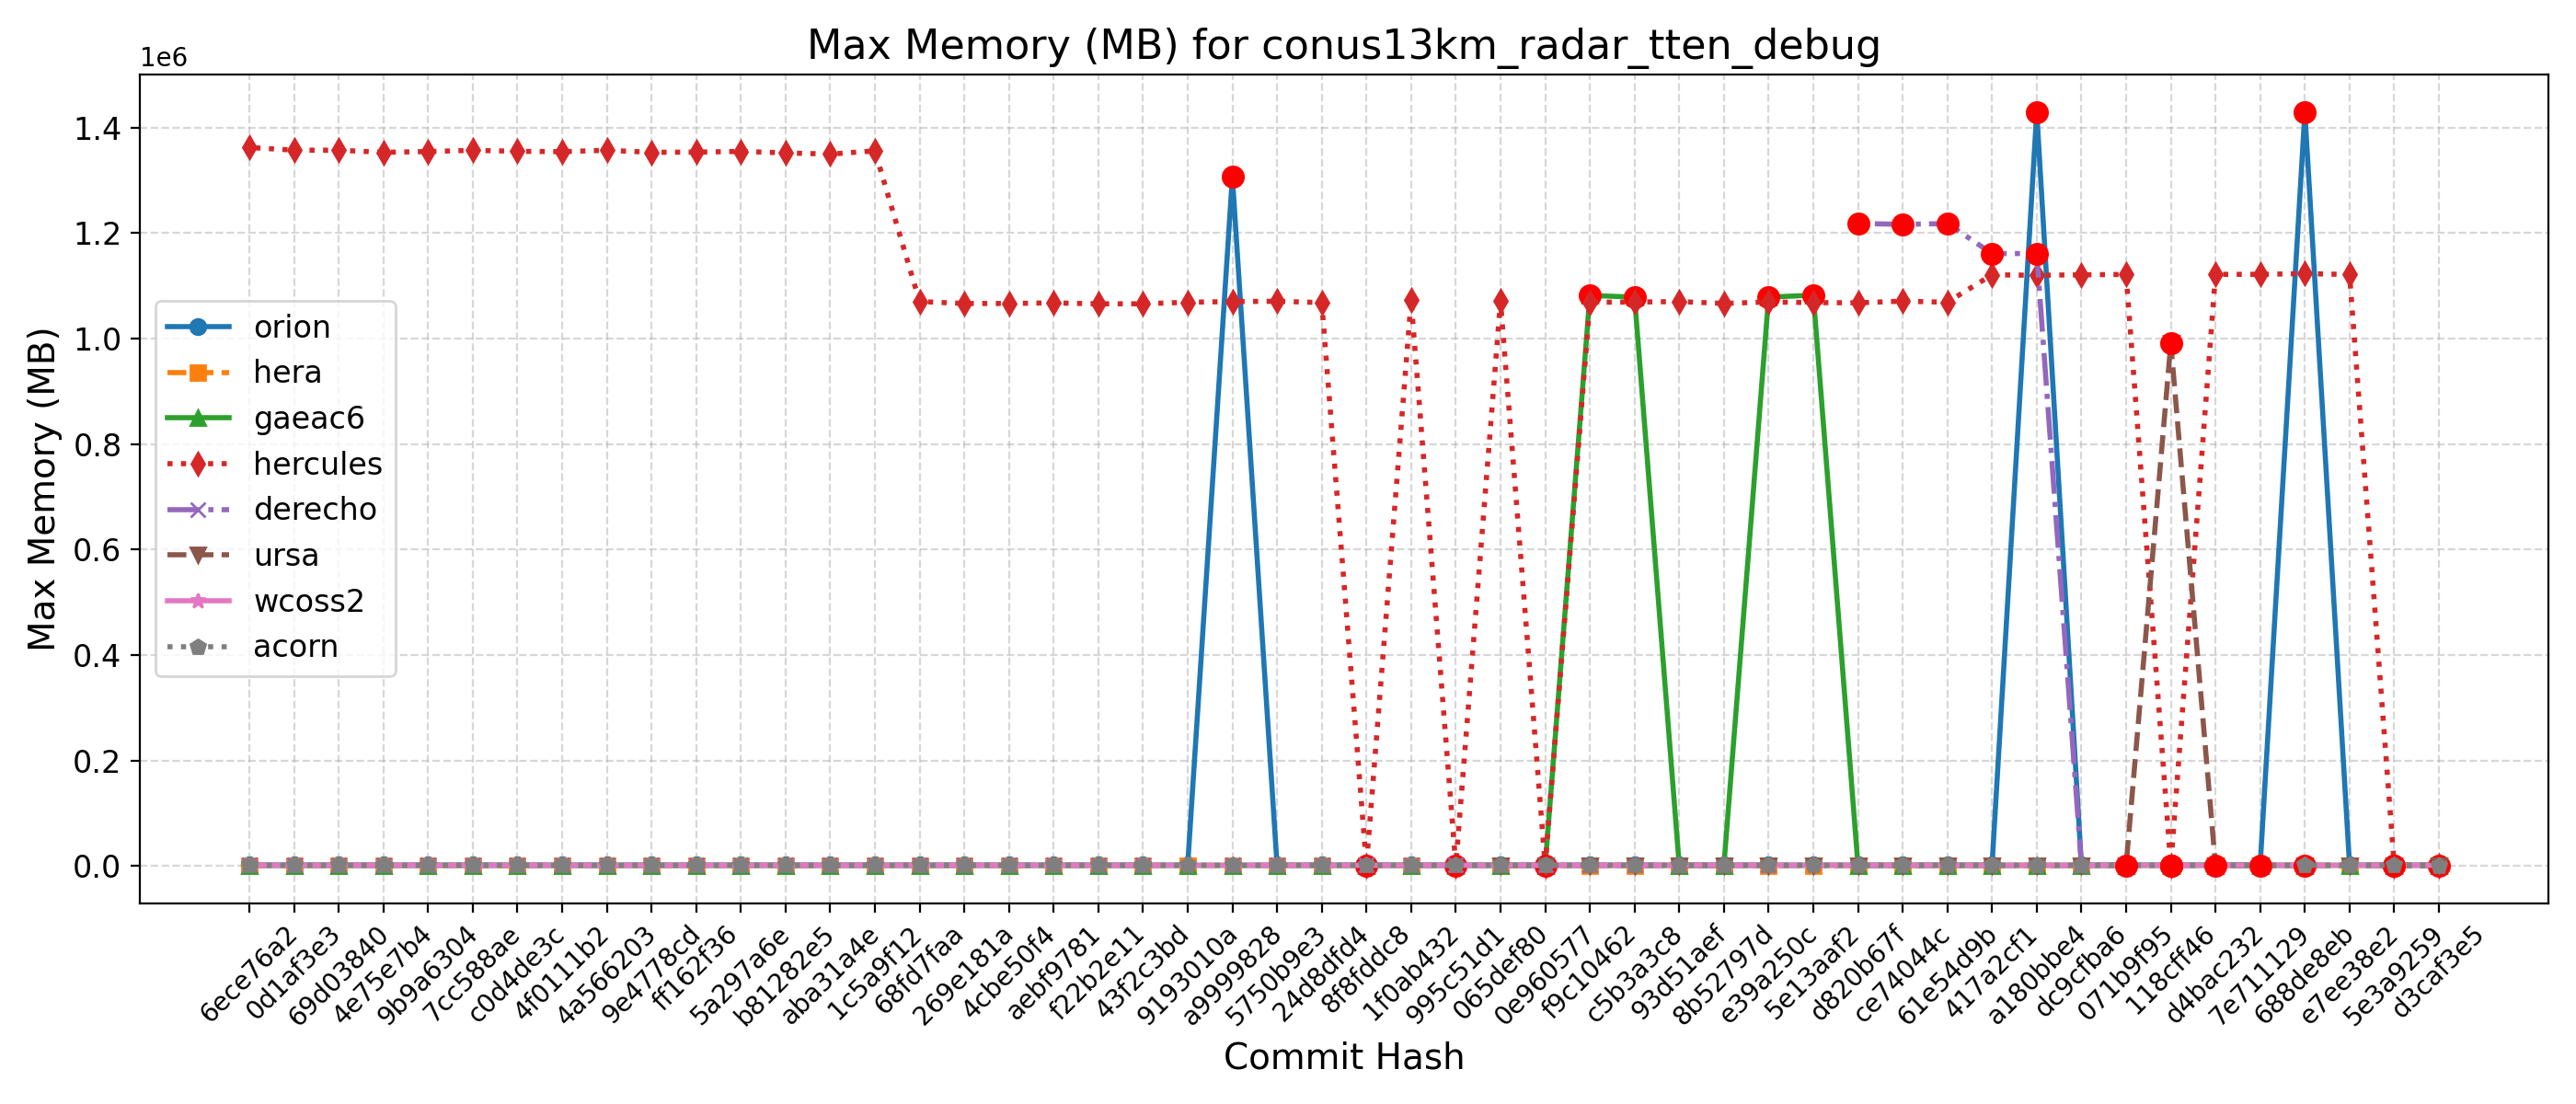 Max Memory (MB) for conus13km_radar_tten_debug
1e6
1.4
1.2
1.0
0.8
0.6
0.4
0.2
0.0
Max Memory (MB)
orion
hera
gaeac6
hercules
derecho
ursa
wcoss2
acorn
6ece76a2
0d1af3e3
69d03840
4e75e7b4
9b9a6304
7cc588ae
c0d4de3c
4f0111b2
4a566203
9e4778cd
ff162f36
5a297a6e
b81282e5
aba31a4e
1c5a9f12
68fd7faa
269e181a
4cbe50f4
aebf9781
f22b2e11
43f2c3bd
9193010a
a9999828
5750b9e3
24d8dfd4
8f8fddc8
1f0ab432
995c51d1
065def80
0e960577
f9c10462
c5b3a3c8
93d51aef
8b52797d
e39a250c
5e13aaf2
d820b67f
ce74044c
61e54d9b
417a2cf1
a180bbe4
dc9cfba6
071b9f95
118cff46
d4bac232
7e711129
688de8eb
e7ee38e2
5e3a9259
d3caf3e5
Commit Hash